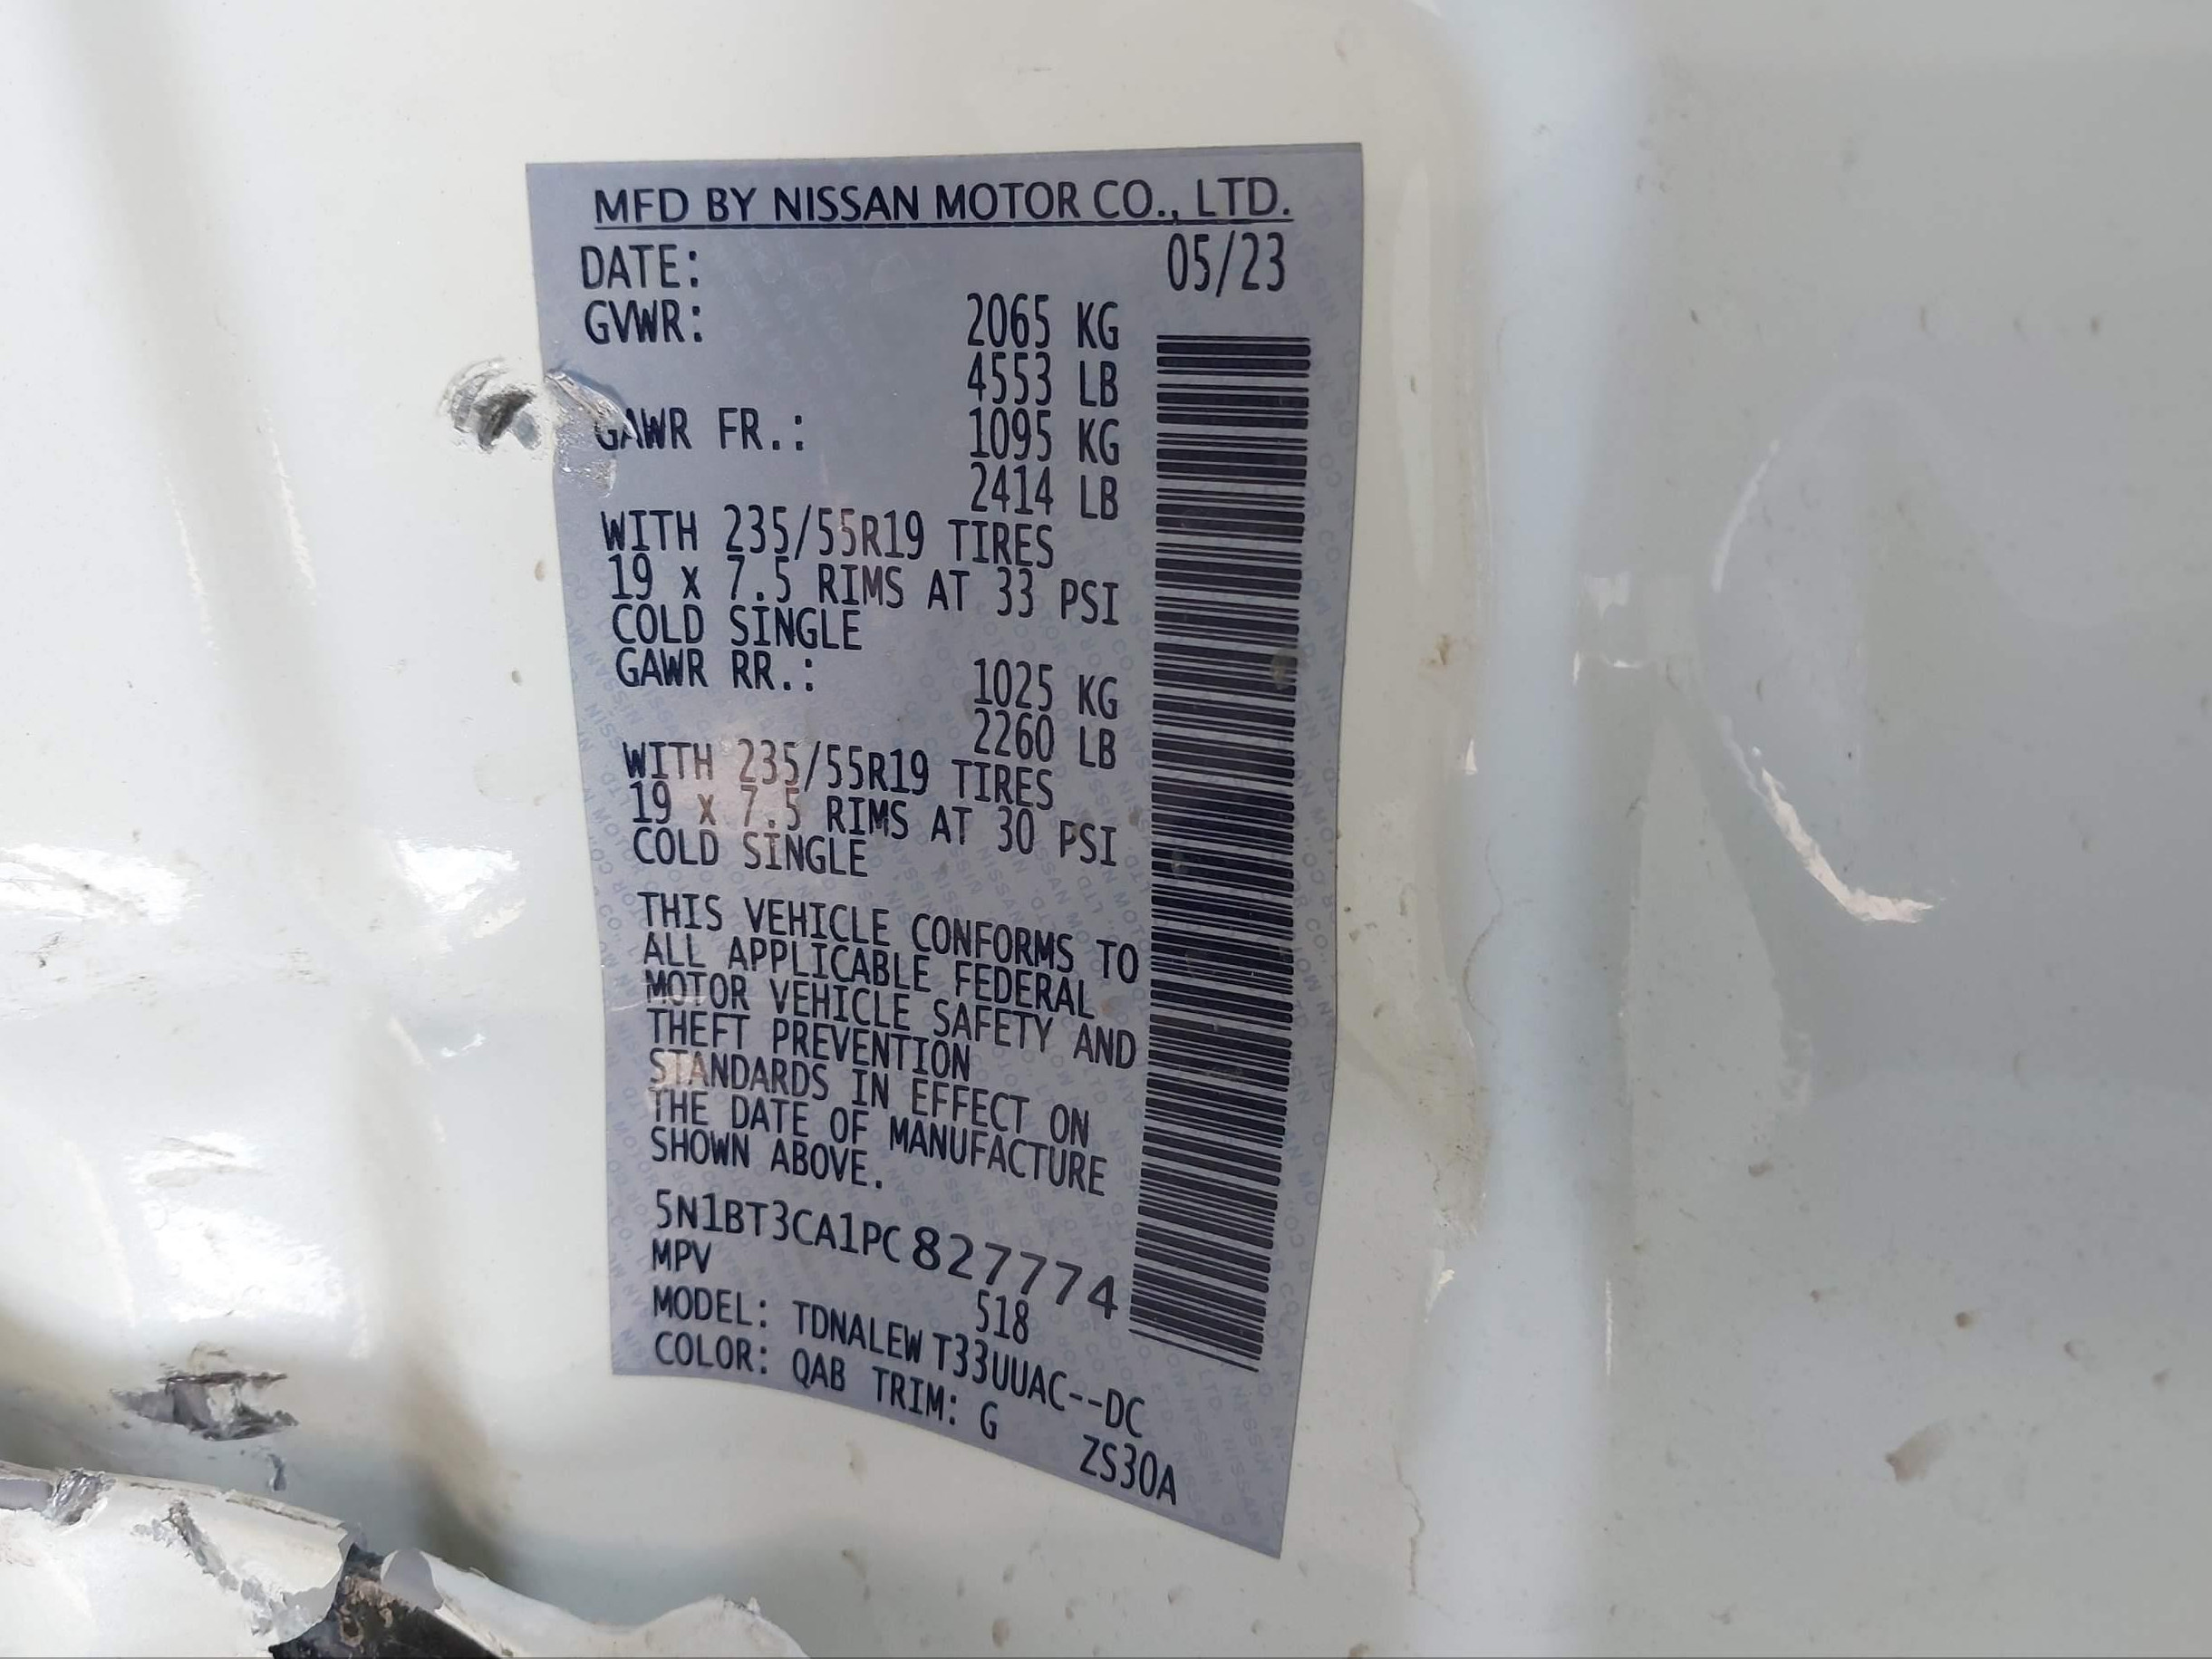 MFD BY NISSAN MOTOR CO., LTD.
DATE: 05/23
GVWR: 2065 KG
4553 LB
GAWR FR.: 1095 KG
2414 LB
WITH 235/55R19 TIRES
19 x 7.5 RIMS AT 33 PSI
COLD SINGLE
GAWR RR.: 1025 KG
2260 LB
WITH 235/55R19 TIRES
19 x 7.5 RIMS AT 30 PSI
COLD SINGLE
THIS VEHICLE CONFORMS TO
ALL APPLICABLE FEDERAL
MOTOR VEHICLE SAFETY AND
THEFT PREVENTION
STANDARDS IN EFFECT ON
THE DATE OF MANUFACTURE
SHOWN ABOVE.
5N1BT3CA1PC827774
MPV 518
MODEL: TDNALEW T33UUAC--DC
COLOR: QAB TRIM: G ZS30A